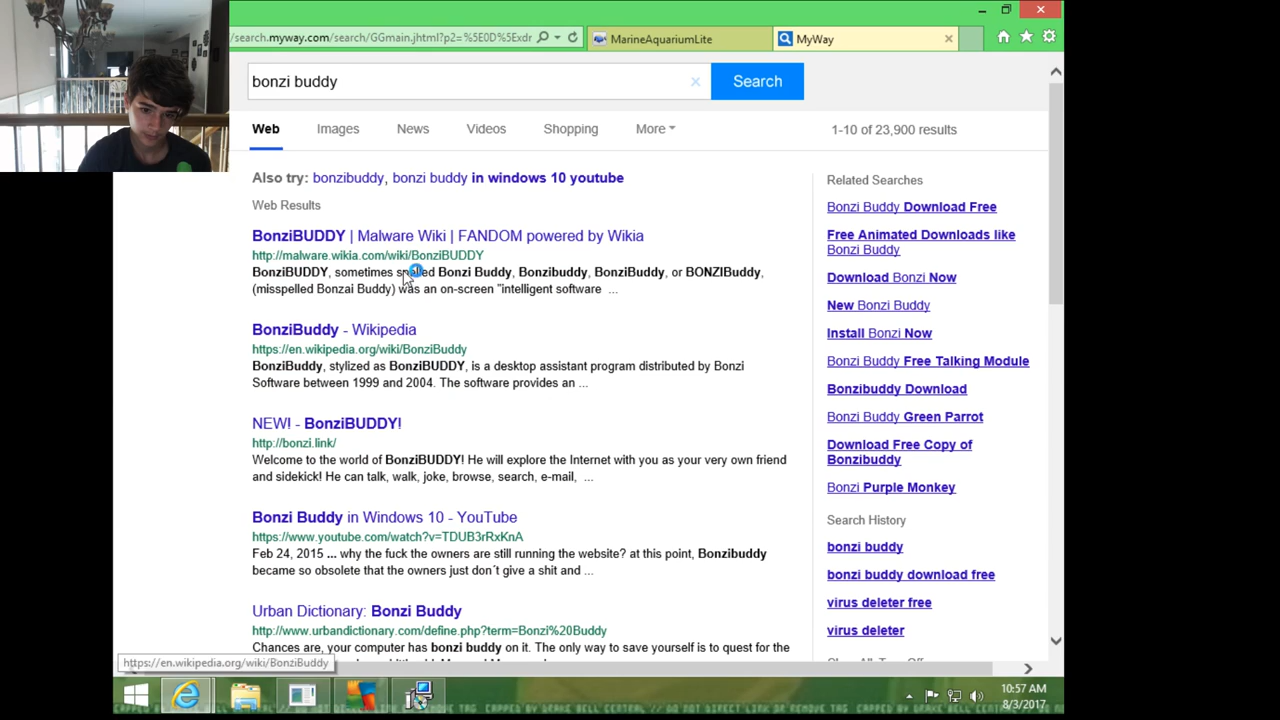 search.myway.com/search/GGmain.jhtml?p2=%5E0D%5Exdr
MarineAquariumLite
MyWay
bonzi buddy
Search
Web Images News Videos Shopping More
1-10 of 23,900 results
Also try: bonzibuddy, bonzi buddy in windows 10 youtube
Web Results
BonziBUDDY | Malware Wiki | FANDOM powered by Wikia
http://malware.wikia.com/wiki/BonziBUDDY
BonziBUDDY, sometimes spelled Bonzi Buddy, Bonzibuddy, BonziBuddy, or BONZIBuddy,
(misspelled Bonzai Buddy) was an on-screen "intelligent software ...
BonziBuddy - Wikipedia
https://en.wikipedia.org/wiki/BonziBuddy
BonziBuddy, stylized as BonziBUDDY, is a desktop assistant program distributed by Bonzi
Software between 1999 and 2004. The software provides an ...
NEW! - BonziBUDDY!
http://bonzi.link/
Welcome to the world of BonziBUDDY! He will explore the Internet with you as your very own friend
and sidekick! He can talk, walk, joke, browse, search, e-mail, ...
Bonzi Buddy in Windows 10 - YouTube
https://www.youtube.com/watch?v=TDUB3rRxKnA
Feb 24, 2015 ... why the fuck the owners are still running the website? at this point, Bonzibuddy
became so obsolete that the owners just don´t give a shit and ...
Urban Dictionary: Bonzi Buddy
http://www.urbandictionary.com/define.php?term=Bonzi%20Buddy
Chances are, your computer has bonzi buddy on it. The only way to save yourself is to quest for the
Related Searches
Bonzi Buddy Download Free
Free Animated Downloads like
Bonzi Buddy
Download Bonzi Now
New Bonzi Buddy
Install Bonzi Now
Bonzi Buddy Free Talking Module
Bonzibuddy Download
Bonzi Buddy Green Parrot
Download Free Copy of
Bonzibuddy
Bonzi Purple Monkey
Search History
bonzi buddy
bonzi buddy download free
virus deleter free
virus deleter
https://en.wikipedia.org/wiki/BonziBuddy
10:57 AM
8/3/2017